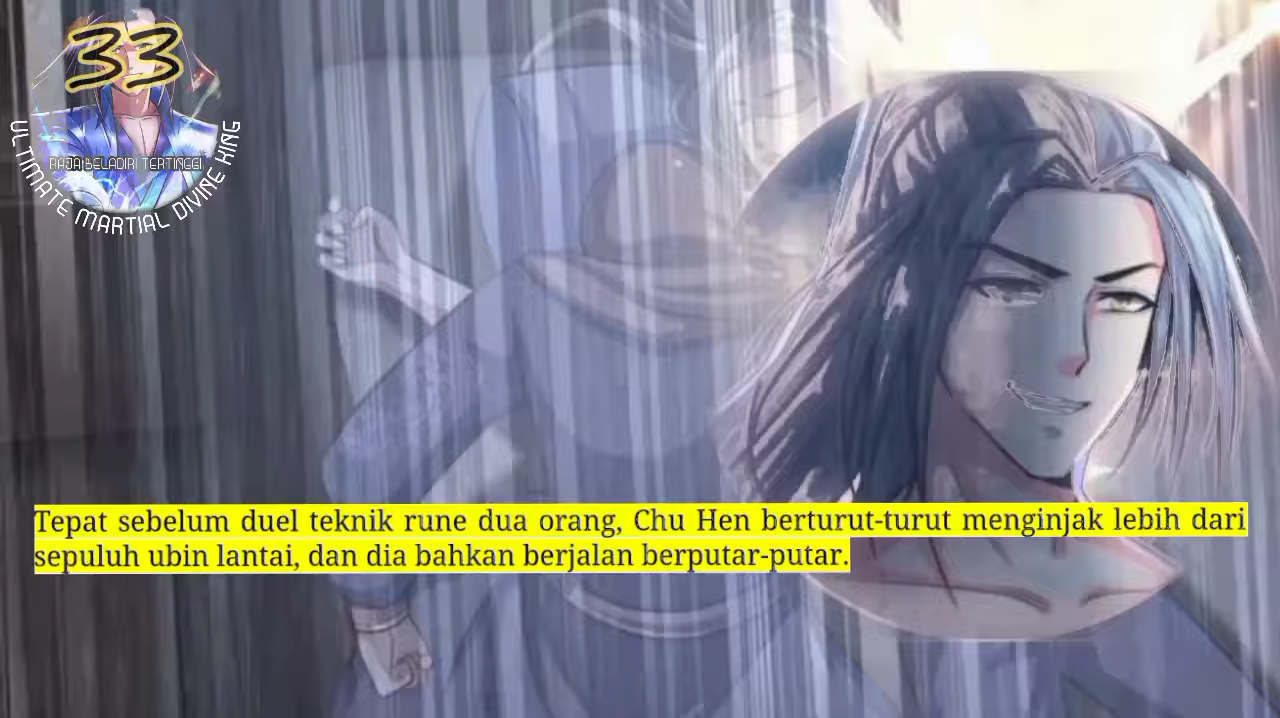 33
RAJA BELADIRI TERTINGGI
ULTIMATE MARTIAL DIVINE KING
Tepat sebelum duel teknik rune dua orang, Chu Hen berturut-turut menginjak lebih dari
sepuluh ubin lantai, dan dia bahkan berjalan berputar-putar.